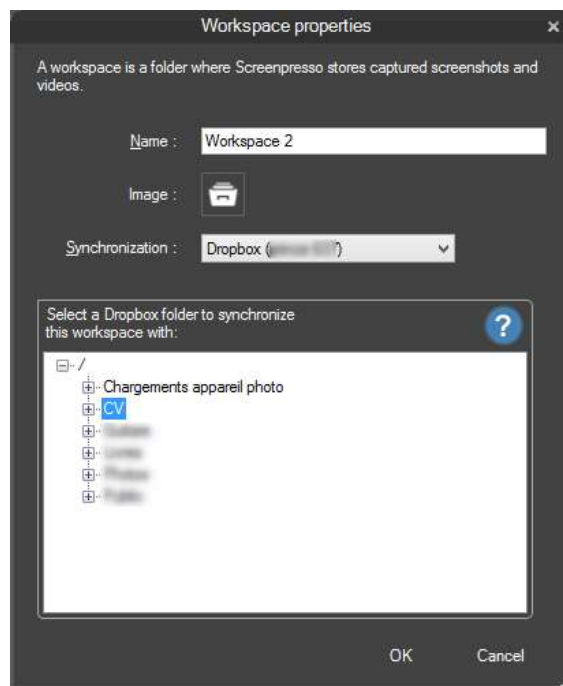 Workspace properties
A workspace is a folder where Screenpresso stores captured screenshots and
videos.
Name :
Workspace 2
Image :
Synchronization :
Dropbox (
)
Select a Dropbox folder to synchronize
this workspace with:
?
/
Chargements appareil photo
CV
OK
Cancel